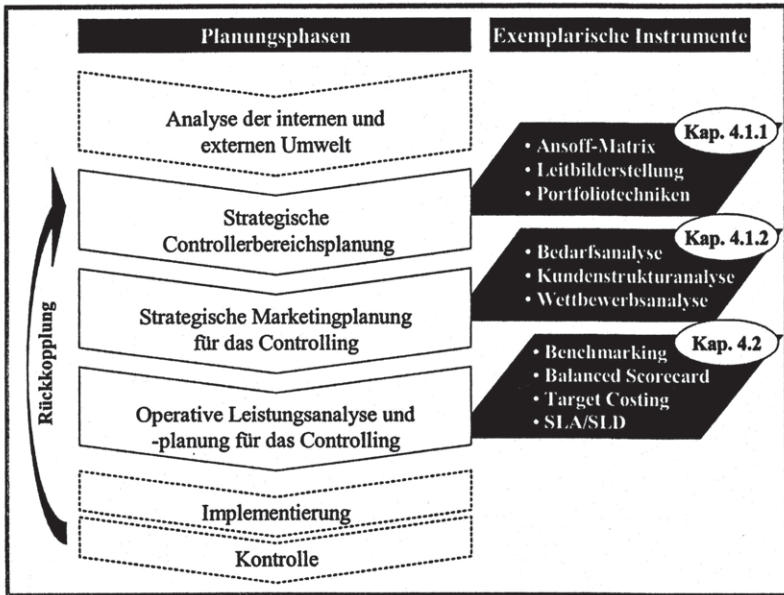 Planungsphasen
Exemplarische Instrumente
Analyse der internen und
externen Umwelt
Kap. 4.1.1
• Ansoff-Matrix
• Leitbilderstellung
• Portfoliotechniken
Strategische
Controllerbereichsplanung
Kap. 4.1.2
• Bedarfsanalyse
• Kundenstrukturanalyse
• Wettbewerbsanalyse
Strategische Marketingplanung
für das Controlling
Kap. 4.2
• Benchmarking
• Balanced Scorecard
• Target Costing
• SLA/SLD
Operative Leistungsanalyse und
-planung für das Controlling
Implementierung
Kontrolle
Rückkopplung